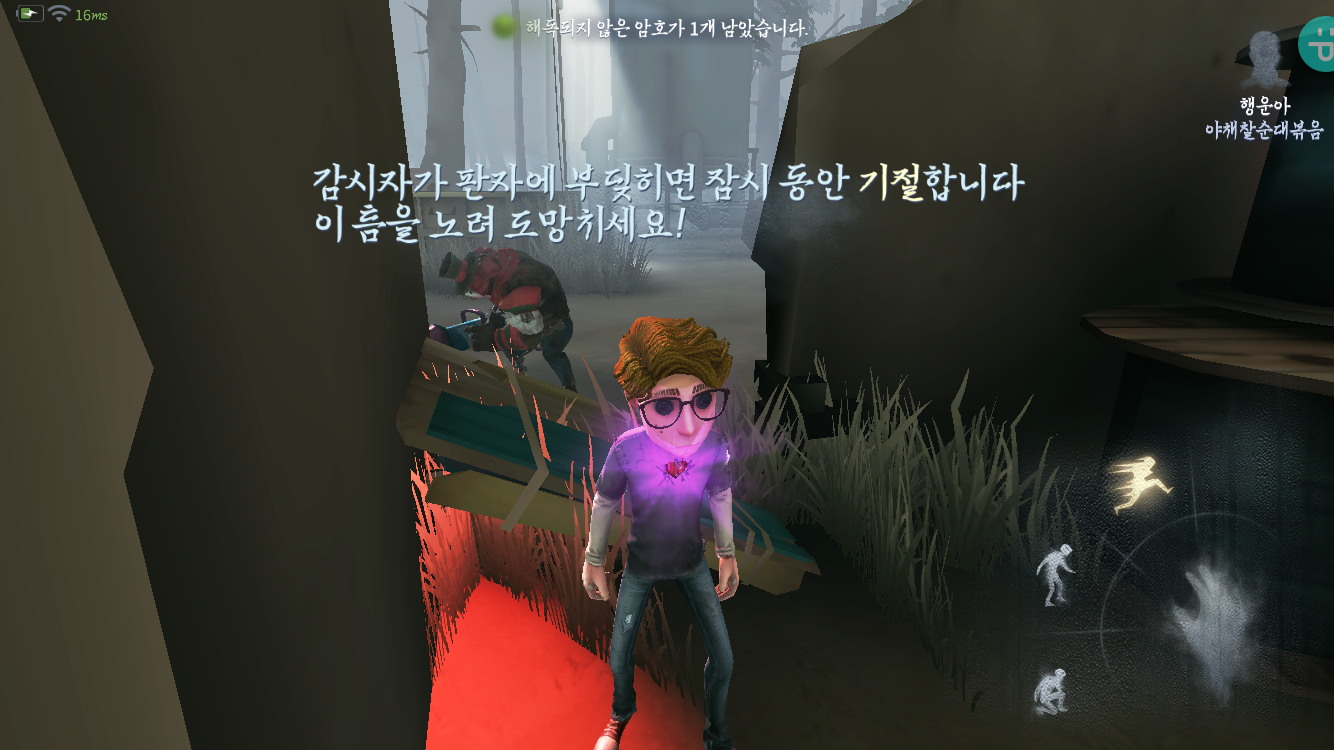 16ms
해독되지 않은 암호가 1개 남았습니다.
행운아
야채찰순대볶음
감시자가 판자에 부딪히면 잠시 동안 기절합니다
이 틈을 노려 도망치세요!